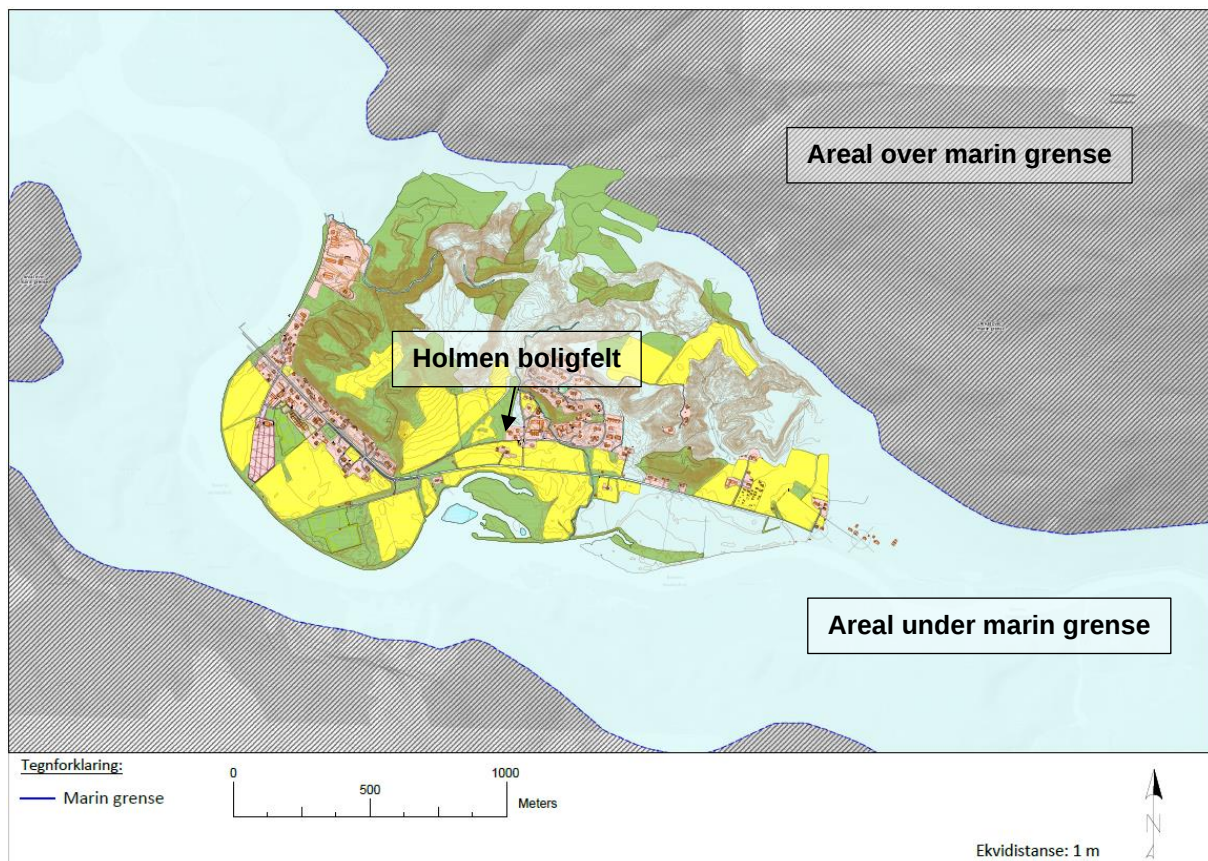 Areal over marin grense
Holmen boligfelt
Areal under marin grense
Tegnforklaring:
Marin grense
0
500
1000
Meters
N
Ekvidistanse: 1 m